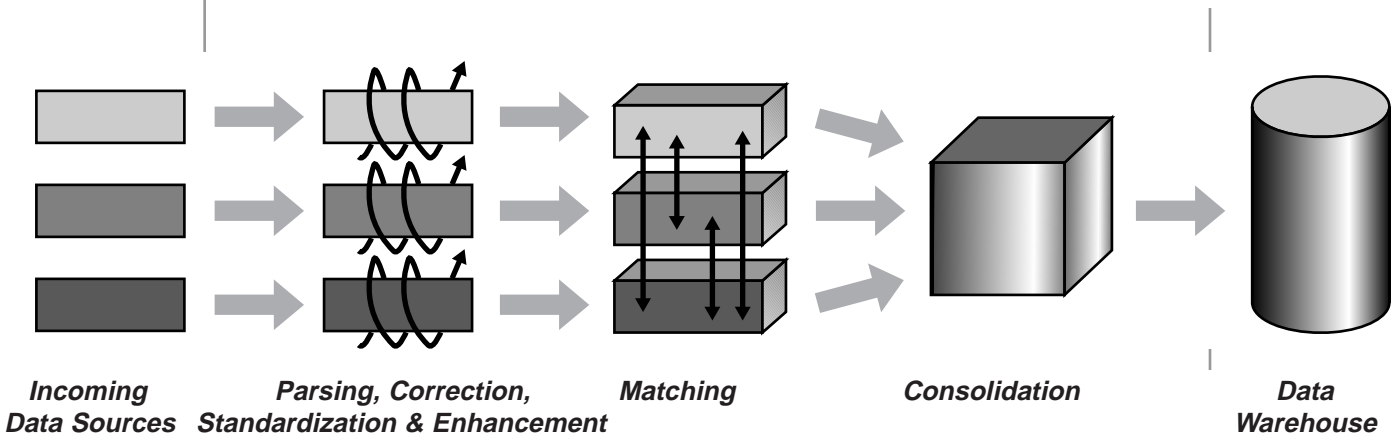 Incoming
Data Sources
Parsing, Correction,
Standardization & Enhancement
Matching
Consolidation
Data
Warehouse